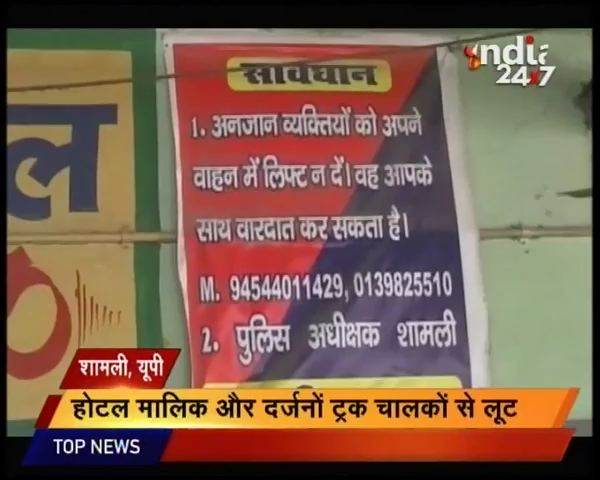 india
24x7
सावधान
ल
1. अनजान व्यक्तियों को अपने
वाहन में लिफ्ट न दें। वह आपके
साथ वारदात कर सकता है।
M. 94544011429, 0139825510
2. पुलिस अधीक्षक शामली
शामली, यूपी
होटल मालिक और दर्जनों ट्रक चालकों से लूट
TOP NEWS